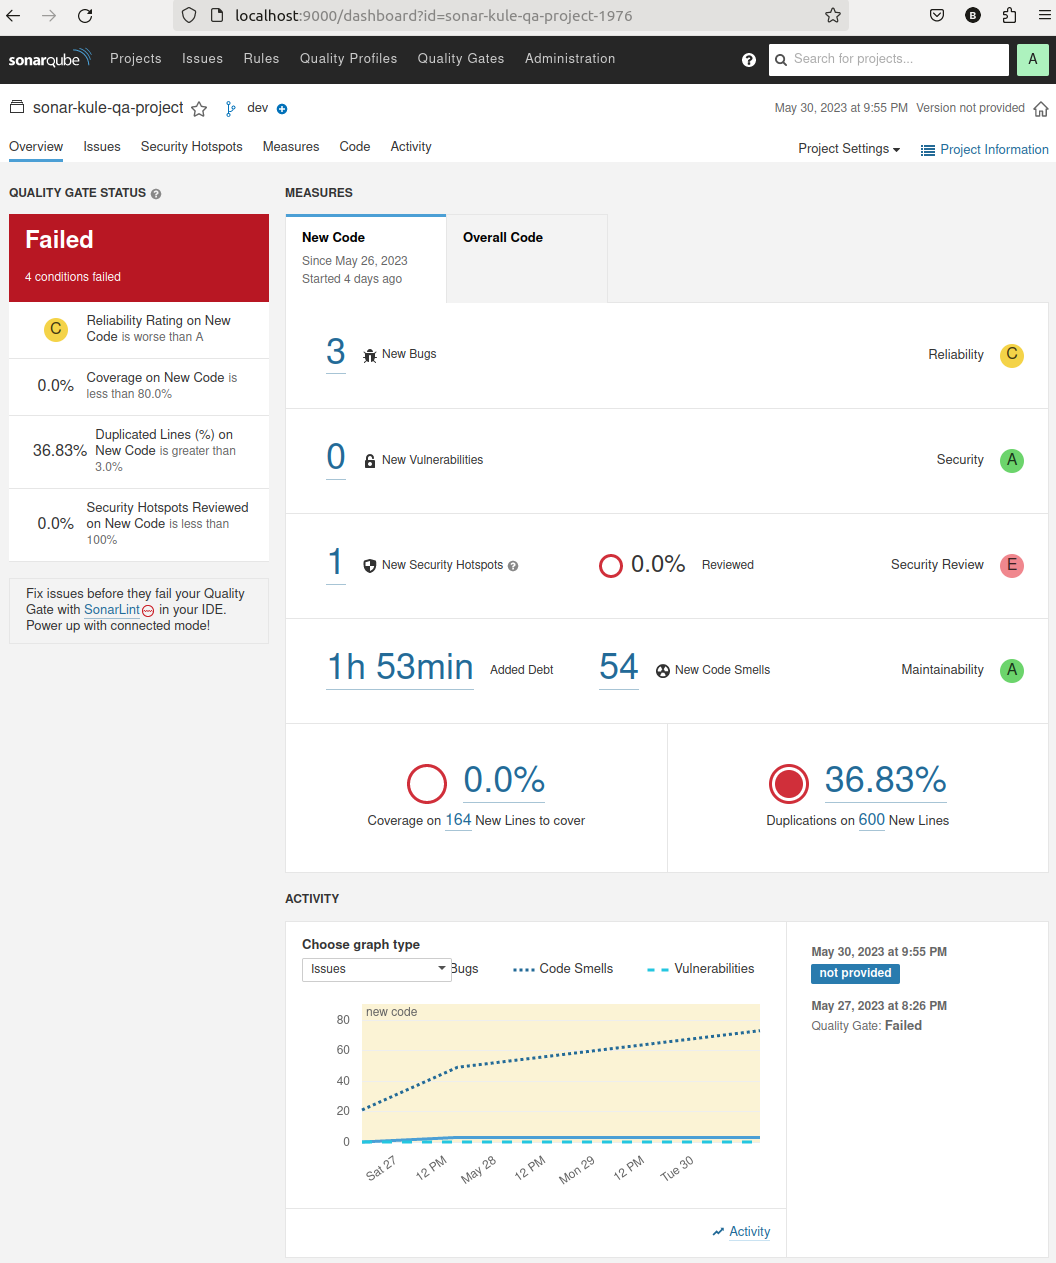 localhost:9000/dashboard?id=sonar-kule-qa-project-1976
B
sonarqube Projects Issues Rules Quality Profiles Quality Gates Administration ? Search for projects... A
sonar-kule-qa-project dev May 30, 2023 at 9:55 PM Version not provided
Overview Issues Security Hotspots Measures Code Activity Project Settings Project Information
QUALITY GATE STATUS ?
Failed
4 conditions failed
C Reliability Rating on New
Code is worse than A
0.0% Coverage on New Code is
less than 80.0%
36.83% Duplicated Lines (%) on
New Code is greater than
3.0%
0.0% Security Hotspots Reviewed
on New Code is less than
100%
Fix issues before they fail your Quality
Gate with SonarLint in your IDE.
Power up with connected mode!
MEASURES
New Code
Since May 26, 2023
Started 4 days ago
Overall Code
3 New Bugs Reliability C
0 New Vulnerabilities Security A
1 New Security Hotspots ? 0.0% Reviewed Security Review E
1h 53min Added Debt 54 New Code Smells Maintainability A
0.0%
Coverage on 164 New Lines to cover
36.83%
Duplications on 600 New Lines
ACTIVITY
Choose graph type
Issues Bugs Code Smells Vulnerabilities
new code
80
60
40
20
0
Sat 27 12 PM May 28 12 PM Mon 29 12 PM Tue 30
Activity
May 30, 2023 at 9:55 PM
not provided
May 27, 2023 at 8:26 PM
Quality Gate: Failed